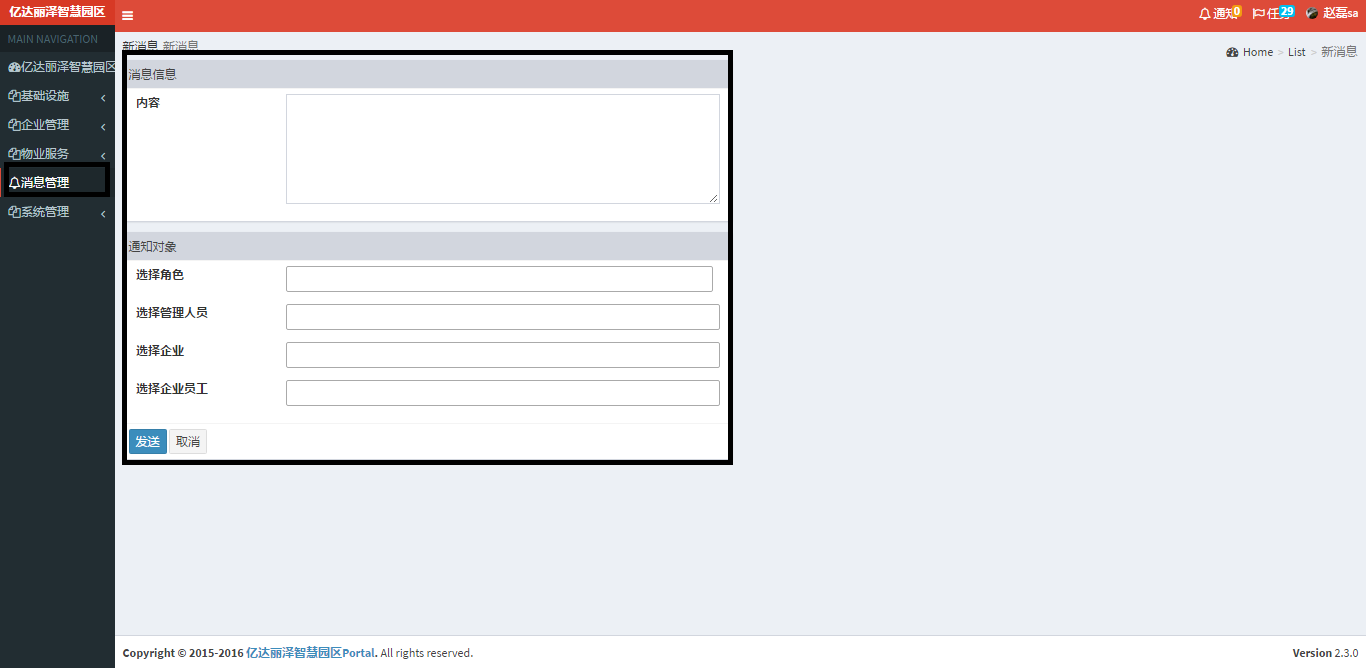 亿达丽泽智慧园区
通知 0 任务 29 赵磊sa
MAIN NAVIGATION
亿达丽泽智慧园区
基础设施
企业管理
物业服务
消息管理
系统管理
新消息 新消息
Home > List > 新消息
消息信息
内容
通知对象
选择角色
选择管理人员
选择企业
选择企业员工
发送 取消
Copyright © 2015-2016 亿达丽泽智慧园区Portal. All rights reserved.
Version 2.3.0